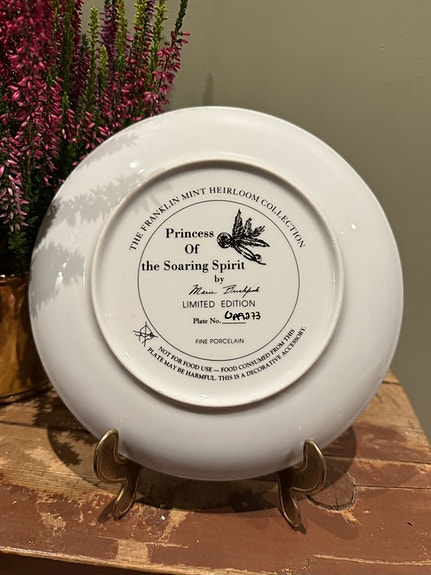 THE FRANKLIN MINT HEIRLOOM COLLECTION
Princess
Of
the Soaring Spirit
by
LIMITED EDITION
Plate No.
FINE PORCELAIN
NOT FOR FOOD USE — FOOD CONSUMED FROM THIS
PLATE MAY BE HARMFUL. THIS IS A DECORATIVE ACCESSORY.